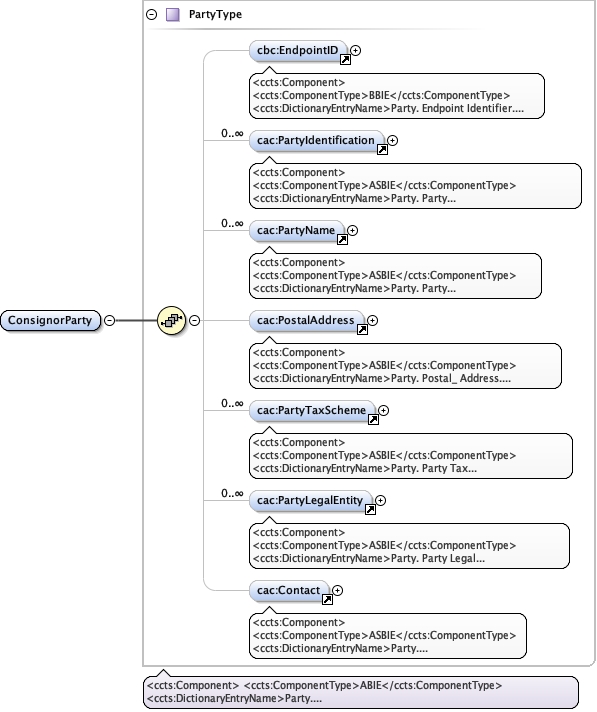 PartyType
cbc:EndpointID
<ccts:Component>
<ccts:ComponentType>BBIE</ccts:ComponentType>
<ccts:DictionaryEntryName>Party. Endpoint Identifier....
0..∞
cac:PartyIdentification
<ccts:Component>
<ccts:ComponentType>ASBIE</ccts:ComponentType>
<ccts:DictionaryEntryName>Party. Party...
0..∞
cac:PartyName
<ccts:Component>
<ccts:ComponentType>ASBIE</ccts:ComponentType>
<ccts:DictionaryEntryName>Party. Party...
ConsignorParty
cac:PostalAddress
<ccts:Component>
<ccts:ComponentType>ASBIE</ccts:ComponentType>
<ccts:DictionaryEntryName>Party. Postal_ Address....
0..∞
cac:PartyTaxScheme
<ccts:Component>
<ccts:ComponentType>ASBIE</ccts:ComponentType>
<ccts:DictionaryEntryName>Party. Party Tax...
0..∞
cac:PartyLegalEntity
<ccts:Component>
<ccts:ComponentType>ASBIE</ccts:ComponentType>
<ccts:DictionaryEntryName>Party. Party Legal...
cac:Contact
<ccts:Component>
<ccts:ComponentType>ASBIE</ccts:ComponentType>
<ccts:DictionaryEntryName>Party....
<ccts:Component> <ccts:ComponentType>ABIE</ccts:ComponentType>
<ccts:DictionaryEntryName>Party....